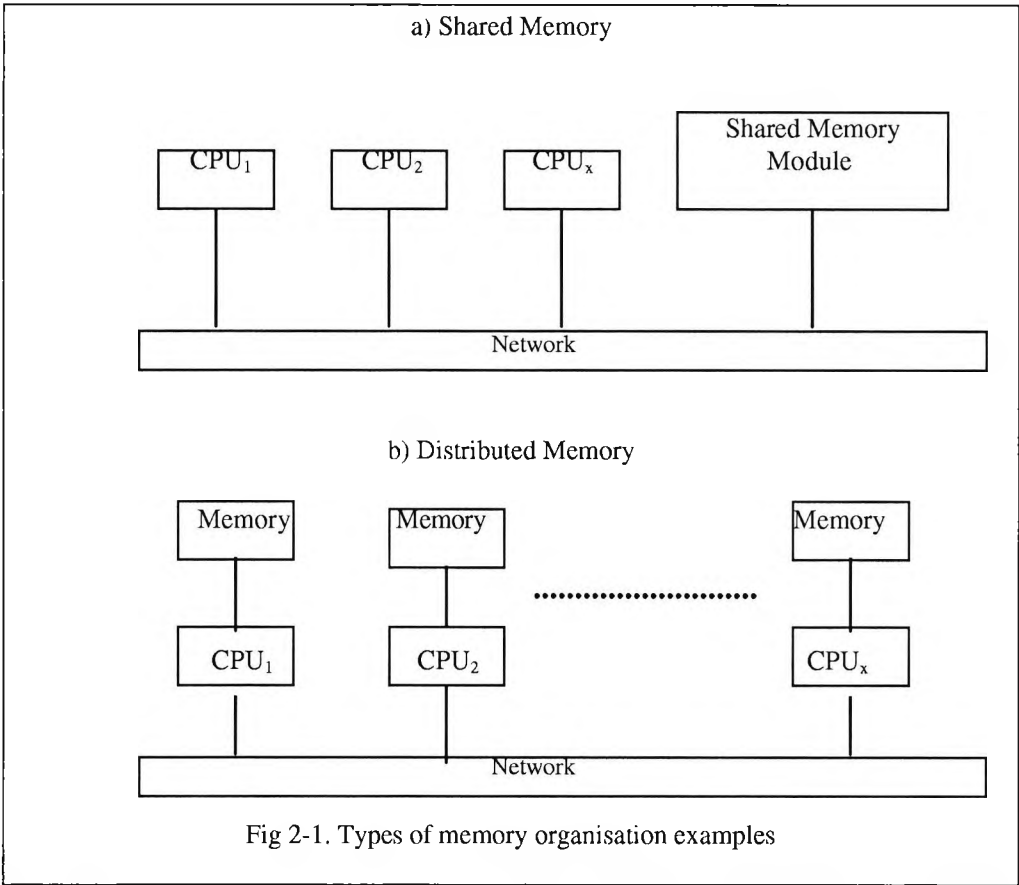 a) Shared Memory
CPU₁
CPU₂
CPUₓ
Shared Memory
Module
Network
b) Distributed Memory
Memory
Memory
Memory
CPU₁
CPU₂
CPUₓ
Network
Fig 2-1. Types of memory organisation examples